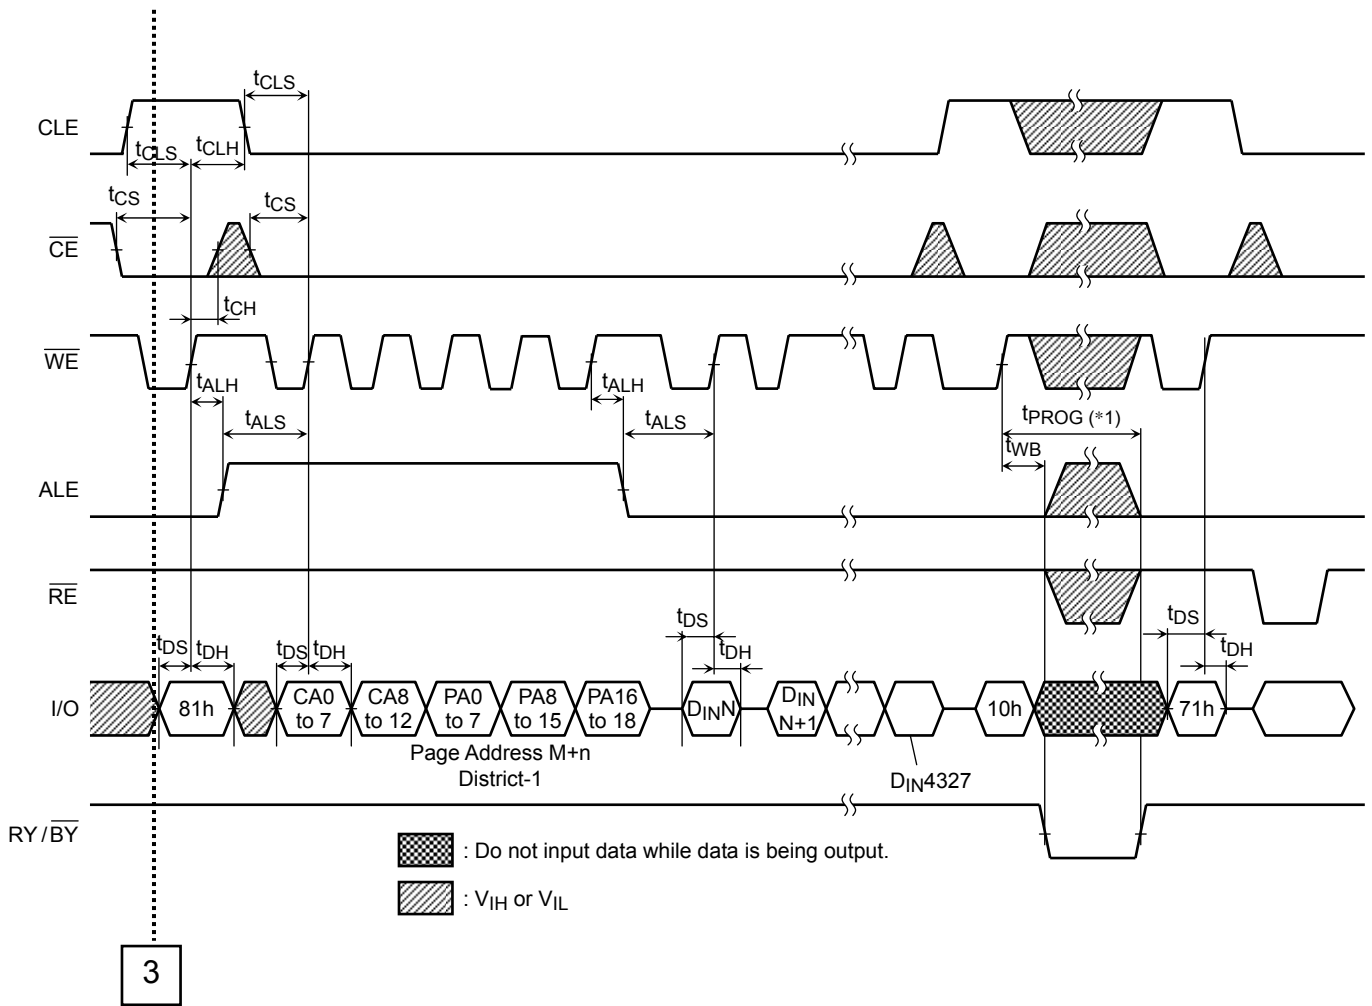 tCLS
CLE
tCLS
tCLH
tCS
tCS
CE
tCH
WE
tALH
tALH
tALS
tALS
tPROG (*1)
tWB
ALE
RE
tDS
tDS
tDH
tDS
tDH
tDS
tDH
tDH
I/O
81h
CA0
to 7
CA8
to 12
PA0
to 7
PA8
to 15
PA16
to 18
DINN
DIN
N+1
10h
71h
Page Address M+n
District-1
DIN4327
RY/BY
: Do not input data while data is being output.
: VIH or VIL
3